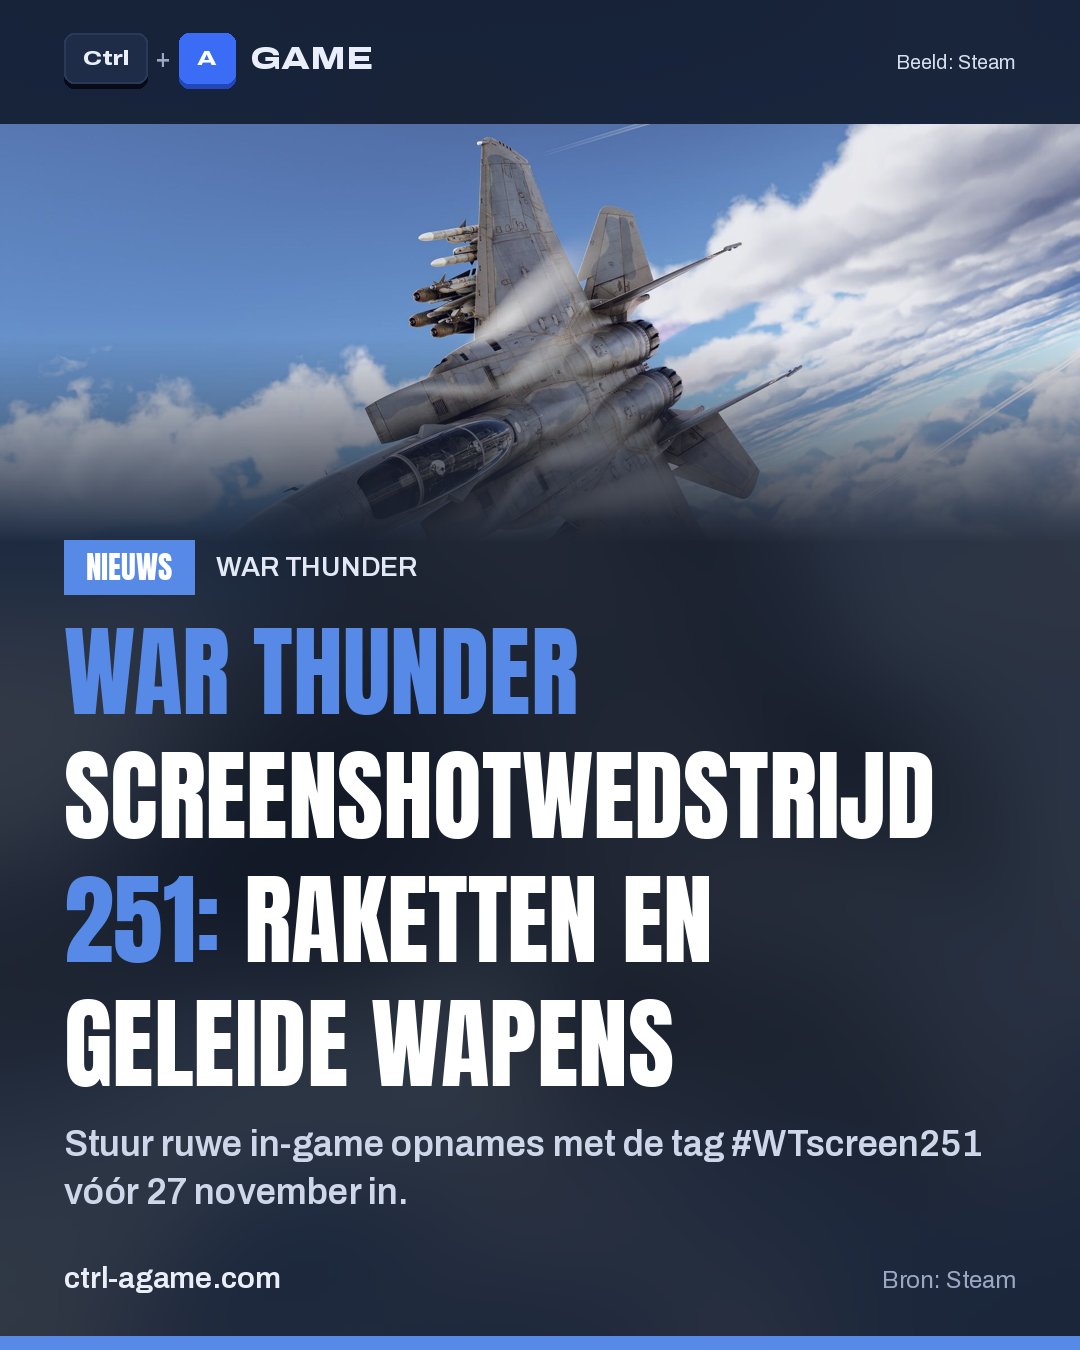 Ctrl + A GAME
Beeld: Steam
NIEUWS WAR THUNDER
WAR THUNDER
SCREENSHOTWEDSTRIJD
251: RAKETTEN EN
GELEIDE WAPENS
Stuur ruwe in-game opnames met de tag #WTscreen251
vóór 27 november in.
ctrl-agame.com
Bron: Steam